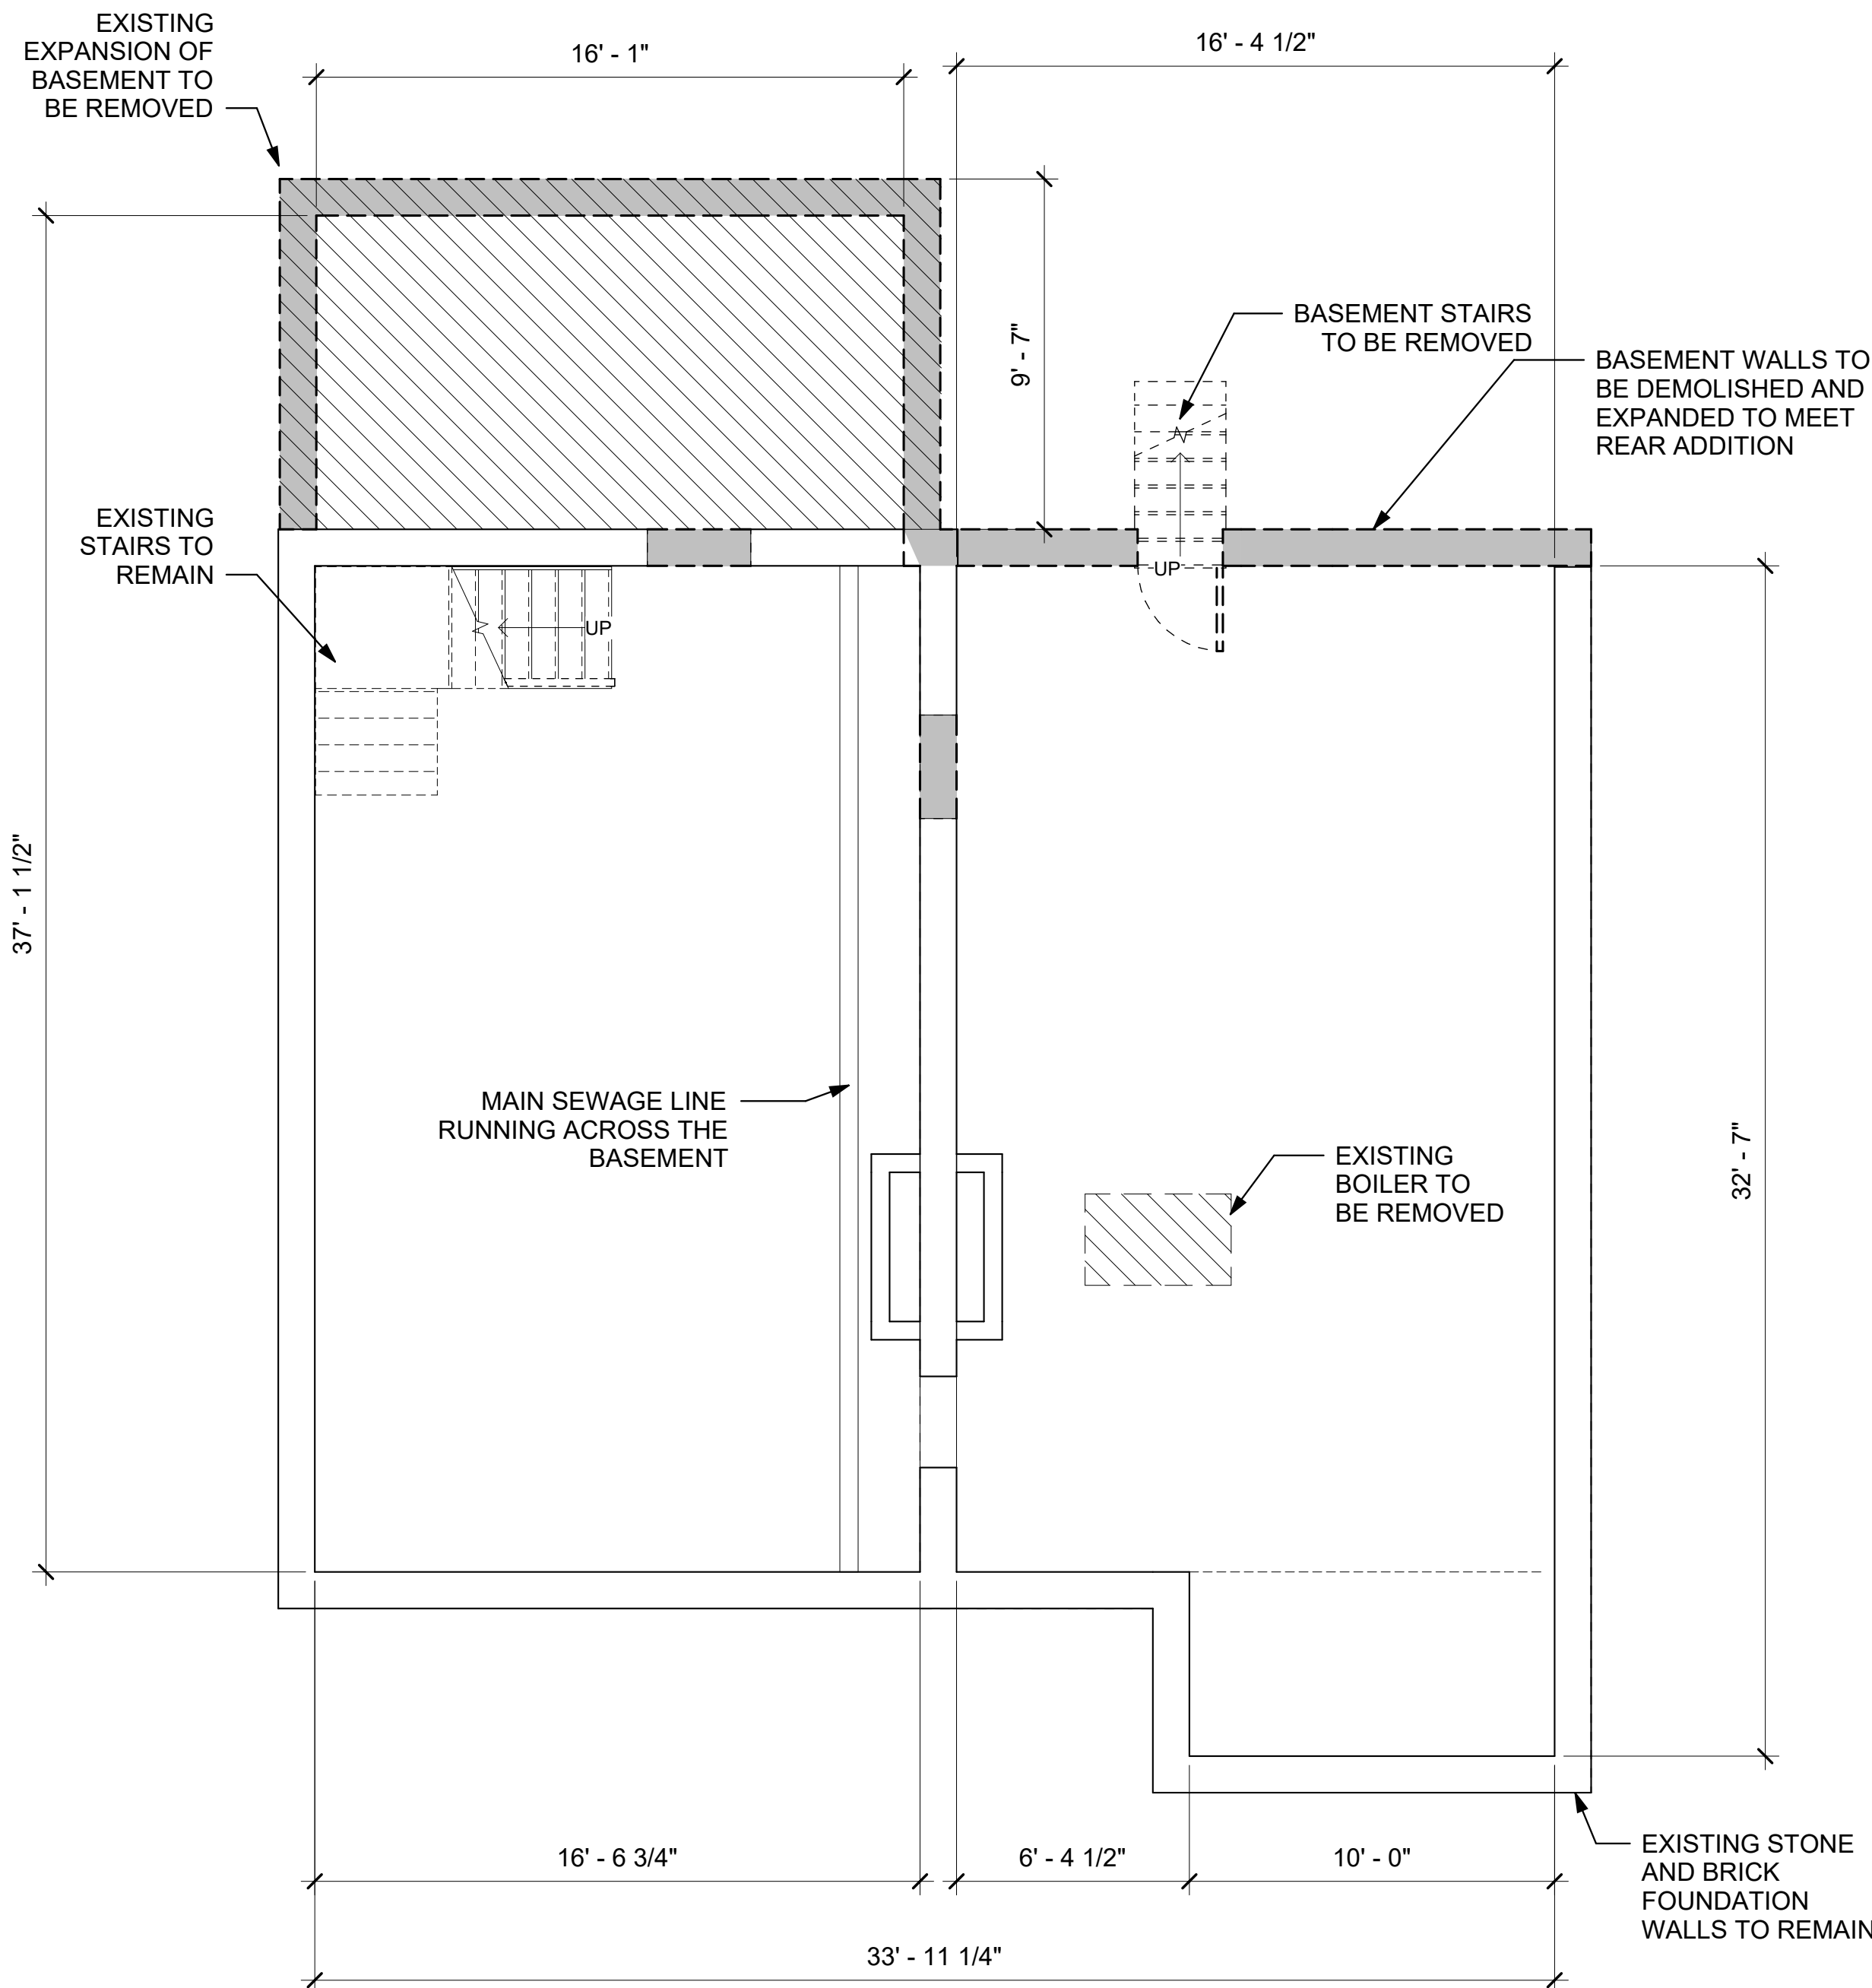 EXISTING
EXPANSION OF
BASEMENT TO
BE REMOVED
16' - 1"
16' - 4 1/2"
9' - 7"
BASEMENT STAIRS
TO BE REMOVED
BASEMENT WALLS TO
BE DEMOLISHED AND
EXPANDED TO MEET
REAR ADDITION
EXISTING
STAIRS TO
REMAIN
UP
UP
37' - 1 1/2"
MAIN SEWAGE LINE
RUNNING ACROSS THE
BASEMENT
EXISTING
BOILER TO
BE REMOVED
32' - 7"
16' - 6 3/4"
6' - 4 1/2"
10' - 0"
EXISTING STONE
AND BRICK
FOUNDATION
WALLS TO REMAIN
33' - 11 1/4"